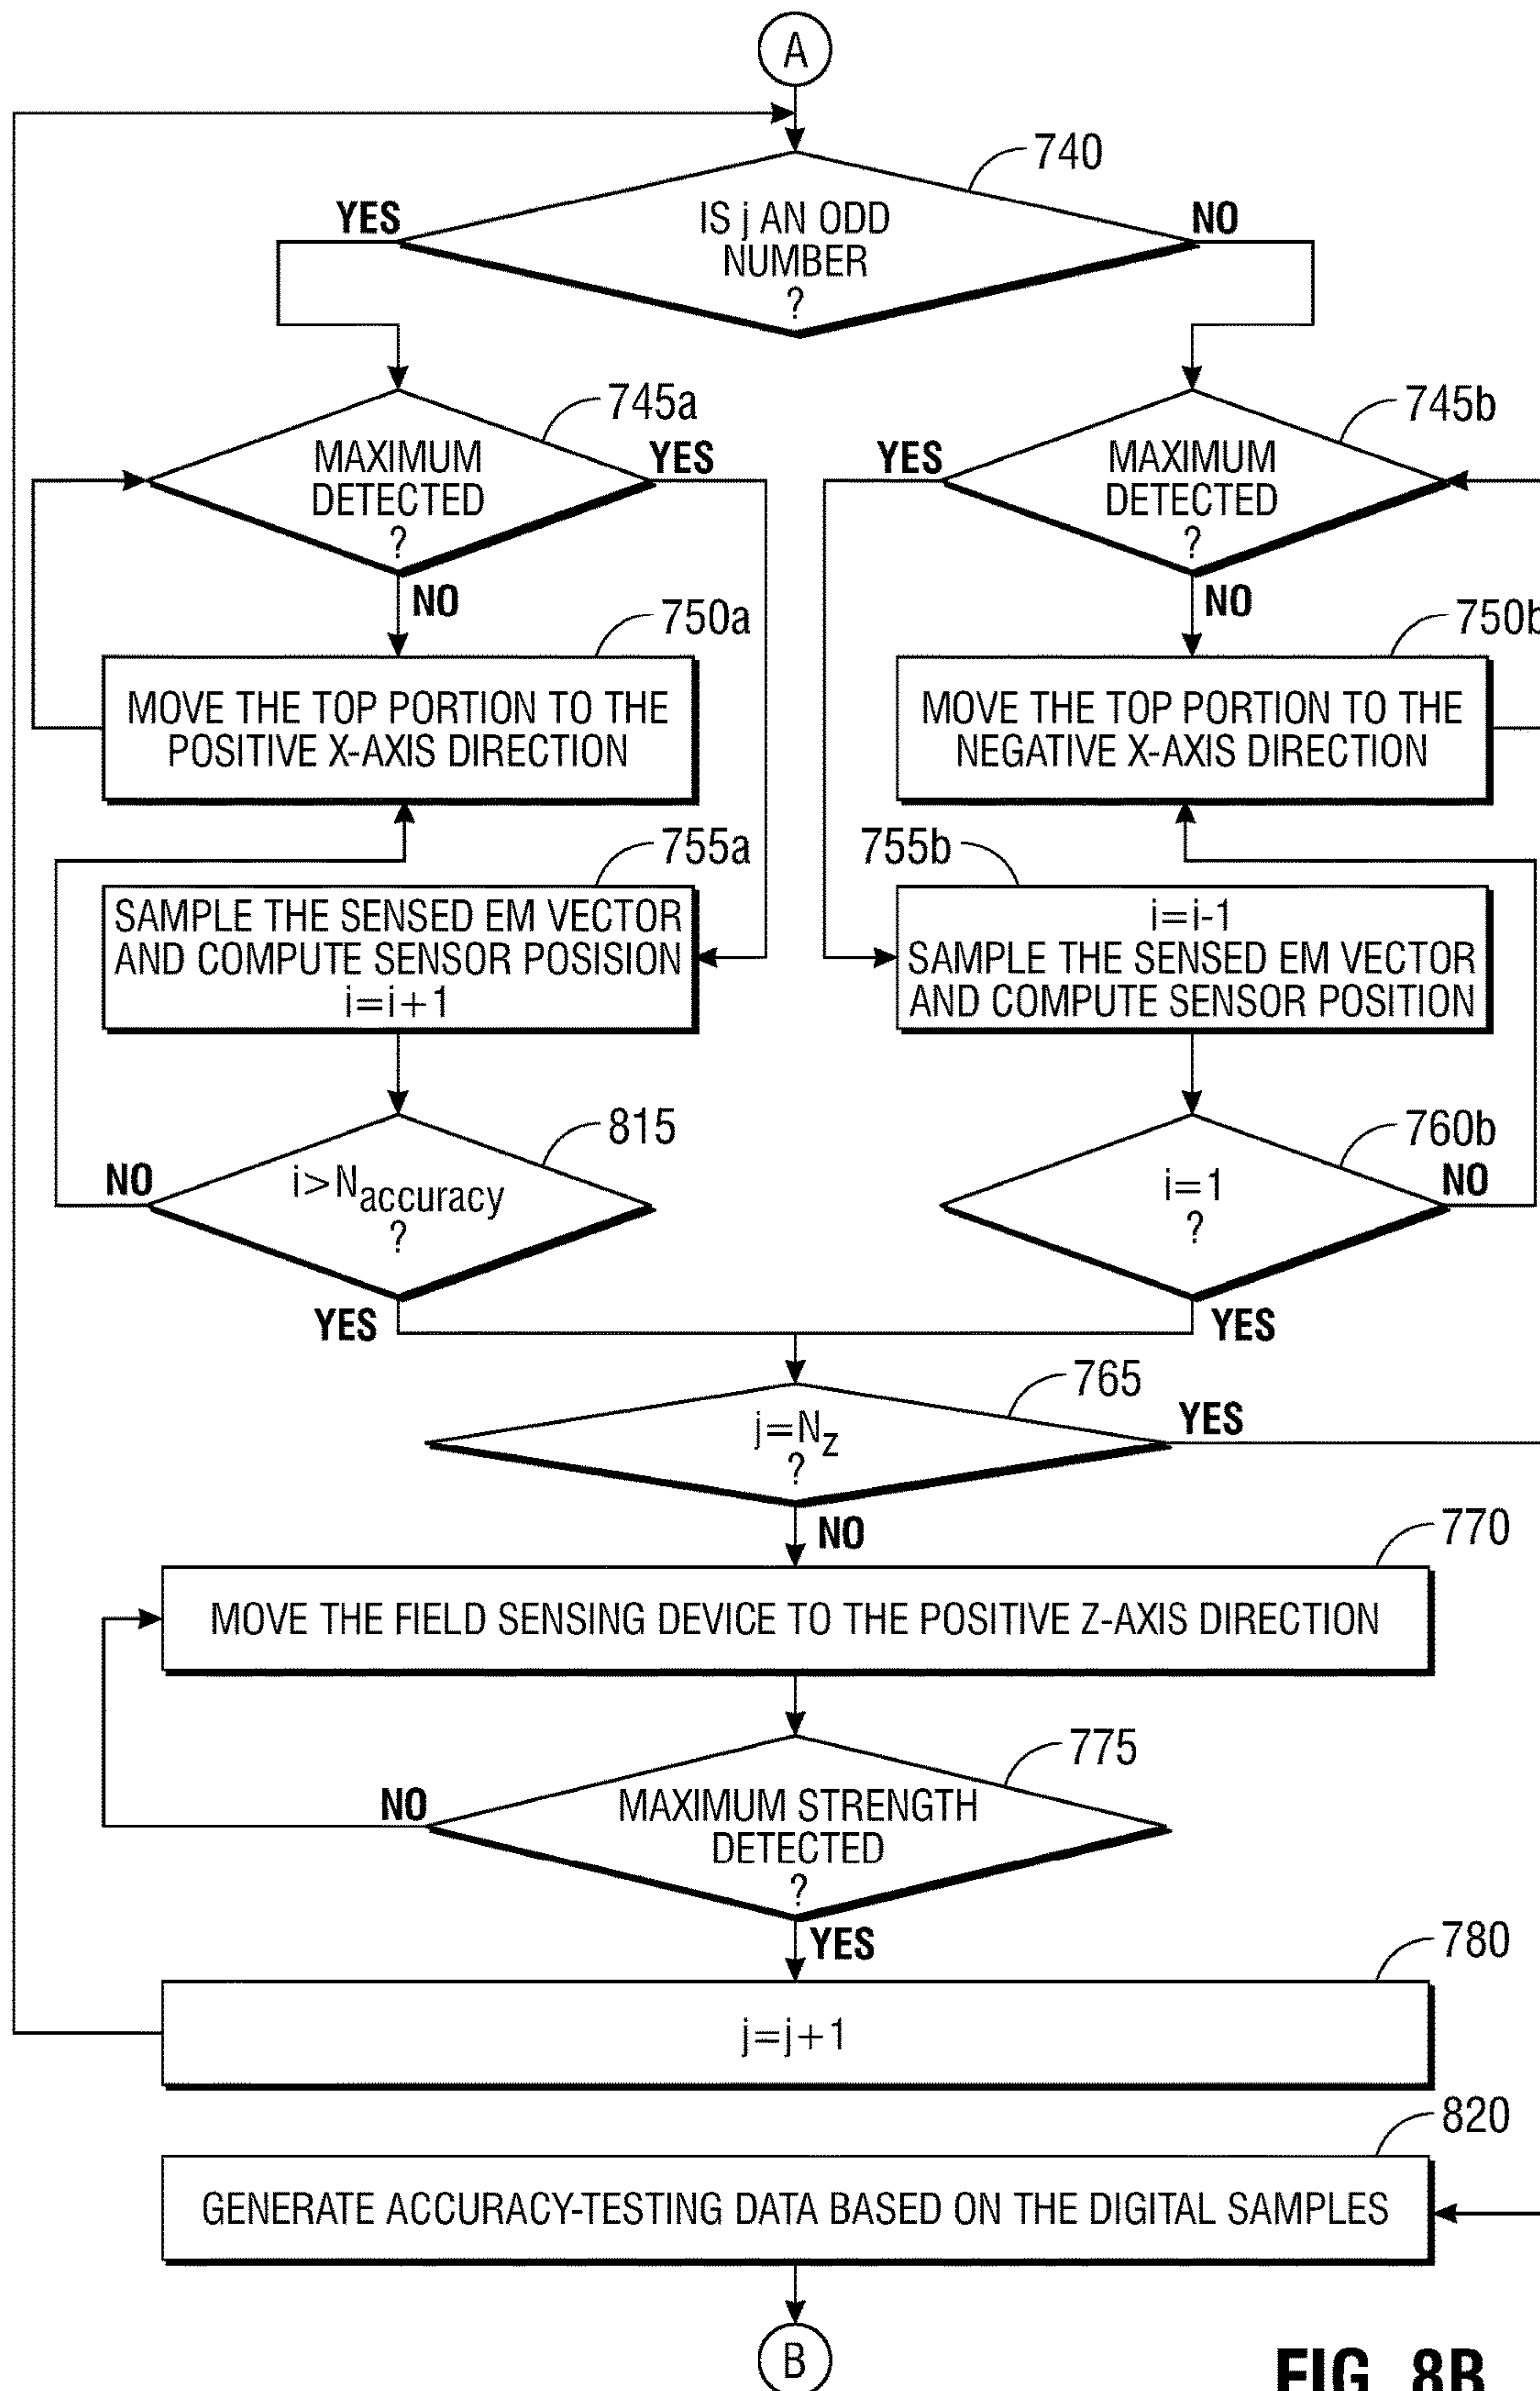 A
740
YES
IS j AN ODD
NUMBER
?
NO
745a
MAXIMUM
DETECTED
?
YES
NO
745b
YES
MAXIMUM
DETECTED
?
NO
750a
MOVE THE TOP PORTION TO THE
POSITIVE X-AXIS DIRECTION
750b
MOVE THE TOP PORTION TO THE
NEGATIVE X-AXIS DIRECTION
755a
SAMPLE THE SENSED EM VECTOR
AND COMPUTE SENSOR POSISION
i=i+1
755b
i=i-1
SAMPLE THE SENSED EM VECTOR
AND COMPUTE SENSOR POSITION
815
NO
i>Naccuracy
?
YES
760b
i=1
?
NO
YES
765
j=Nz
?
YES
NO
770
MOVE THE FIELD SENSING DEVICE TO THE POSITIVE Z-AXIS DIRECTION
775
NO
MAXIMUM STRENGTH
DETECTED
?
YES
780
j=j+1
820
GENERATE ACCURACY-TESTING DATA BASED ON THE DIGITAL SAMPLES
B
FIG. 8B